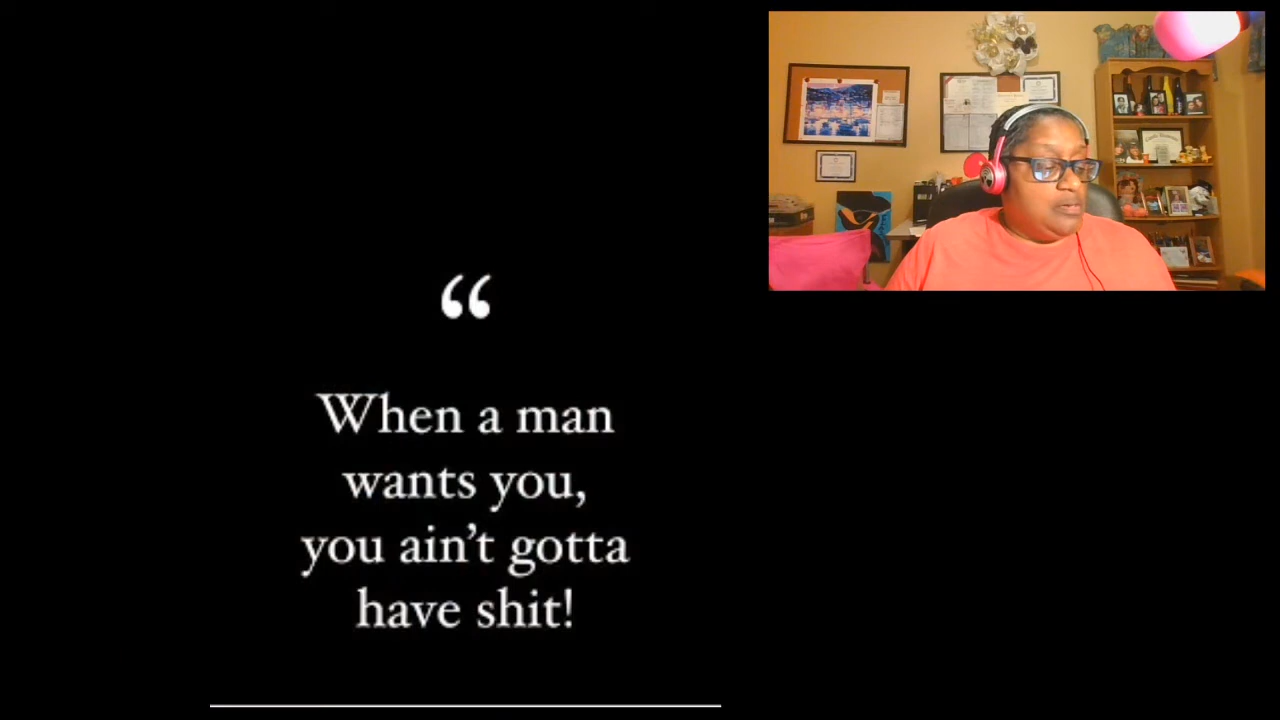 “
When a man
wants you,
you ain’t gotta
have shit!